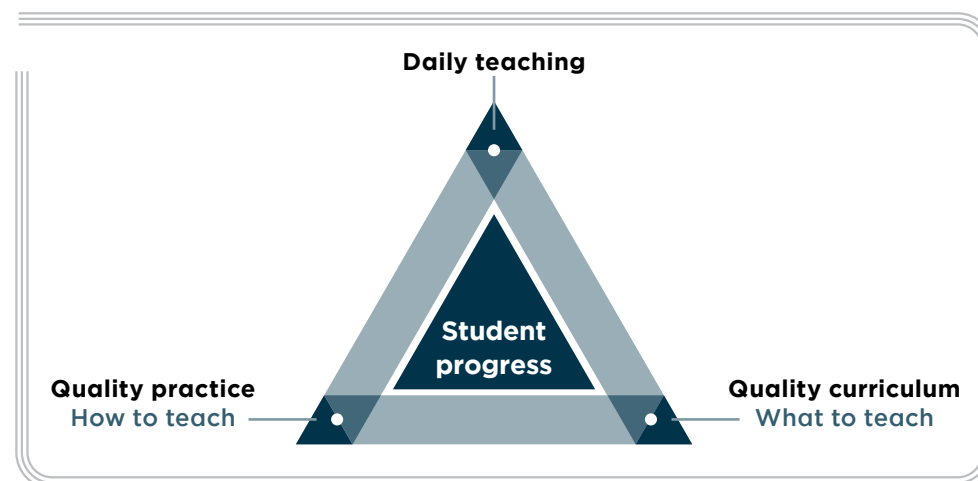 Daily teaching
Student
progress
Quality practice
How to teach
Quality curriculum
What to teach